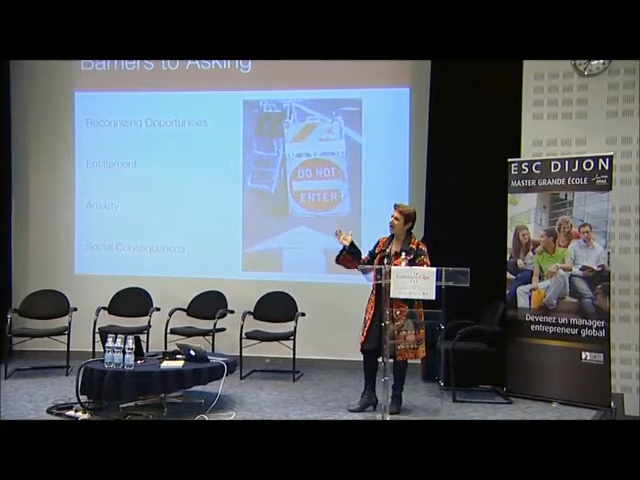 Barriers to Asking
Recognizing Opportunities
Entitlement
Anxiety
Social Consequences
DO NOT
ENTER
ESC DIJON
MASTER GRANDE ÉCOLE
Devenez un manager
entrepreneur global